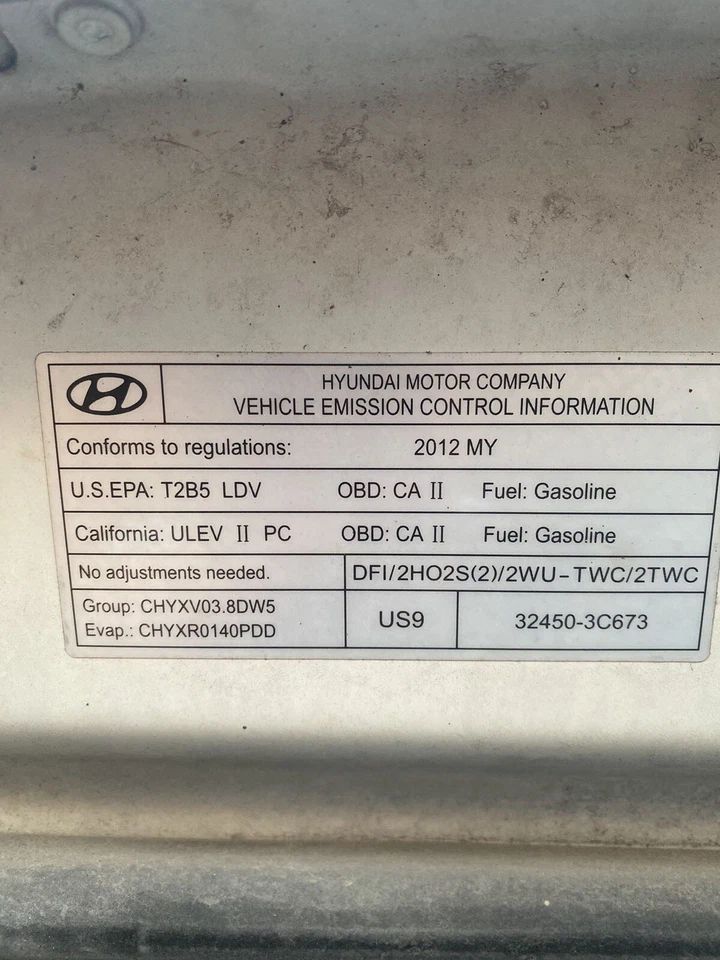 HYUNDAI MOTOR COMPANY
VEHICLE EMISSION CONTROL INFORMATION
Conforms to regulations: 2012 MY
U.S.EPA: T2B5 LDV OBD: CA II Fuel: Gasoline
California: ULEV II PC OBD: CA II Fuel: Gasoline
No adjustments needed. DFI/2HO2S(2)/2WU-TWC/2TWC
Group: CHYXV03.8DW5
Evap.: CHYXR0140PDD
US9 32450-3C673